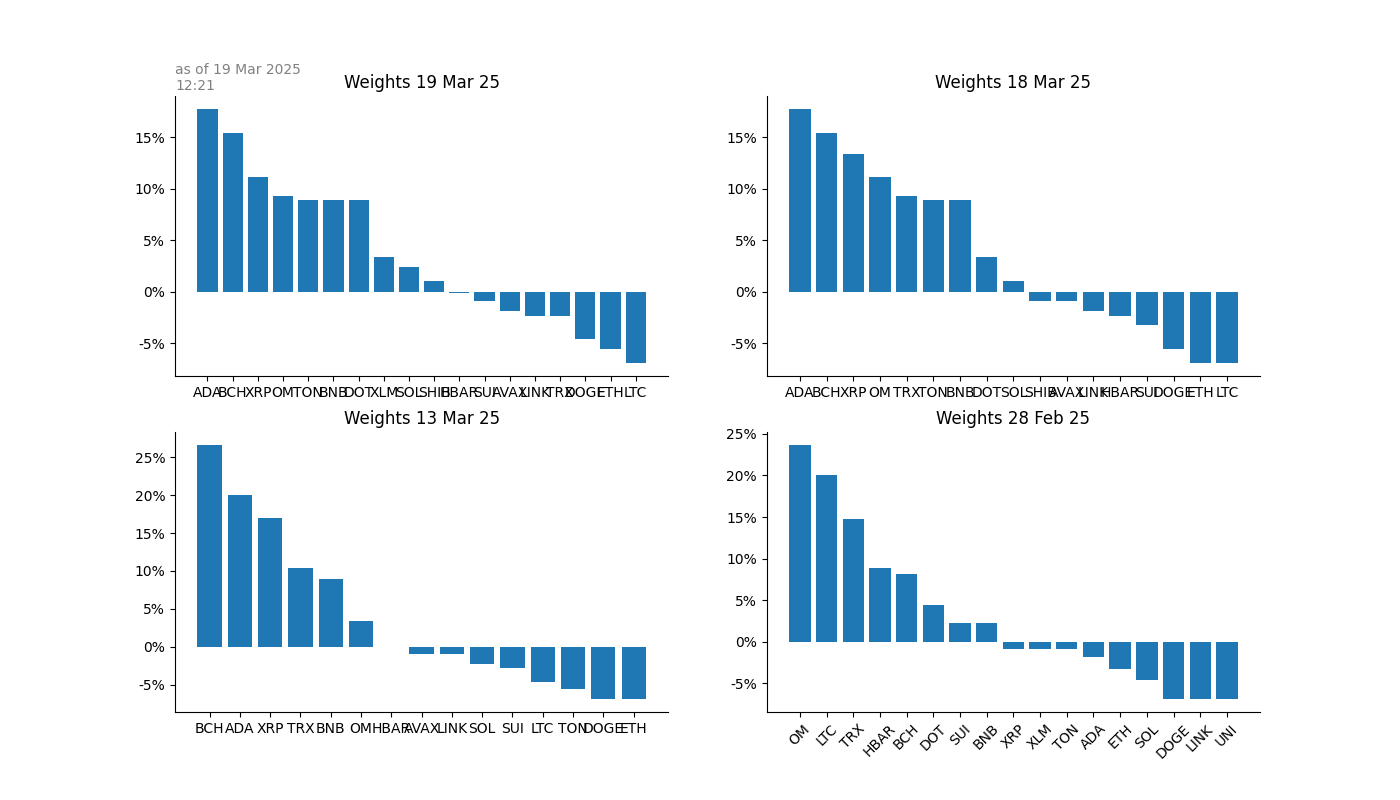 as of 19 Mar 2025
12:21
Weights 19 Mar 25
15%
10%
5%
0%
-5%
ADA BCH XRP OM TON BNB DOT XLM SOL SHIB HBAR SUI AVAX LINK TRX DOGE ETH LTC
Weights 18 Mar 25
15%
10%
5%
0%
-5%
ADA BCH XRP OM TRX TON BNB DOT SOL SHIB AVAX LINK HBAR SUI DOGE ETH LTC
Weights 13 Mar 25
25%
20%
15%
10%
5%
0%
-5%
BCH ADA XRP TRX BNB OM HBAR AVAX LINK SOL SUI LTC TON DOGE ETH
Weights 28 Feb 25
25%
20%
15%
10%
5%
0%
-5%
OM LTC TRX HBAR BCH DOT SUI BNB XRP XLM TON ADA ETH SOL DOGE LINK UNI